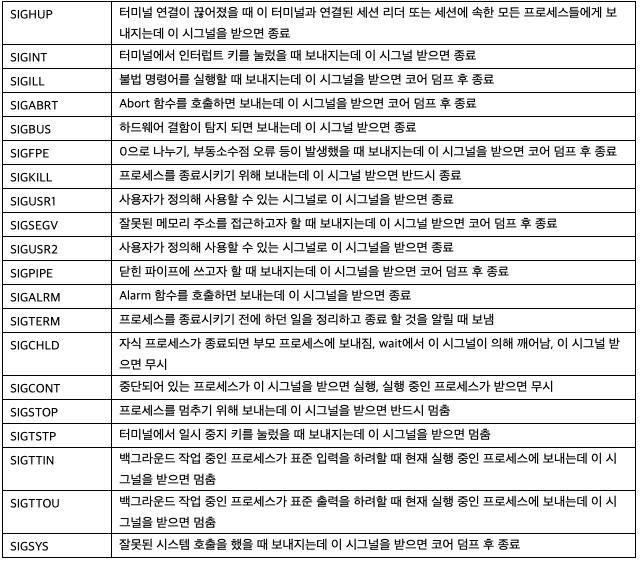 SIGHUP 터미널 연결이 끊어졌을 때 이 터미널과 연결된 세션 리더 또는 세션에 속한 모든 프로세스들에게 보
내지는데 이 시그널을 받으면 종료
SIGINT 터미널에서 인터럽트 키를 눌렀을 때 보내지는데 이 시그널 받으면 종료
SIGILL 불법 명령어를 실행할 때 보내지는데 이 시그널을 받으면 코어 덤프 후 종료
SIGABRT Abort 함수를 호출하면 보내는데 이 시그널을 받으면 코어 덤프 후 종료
SIGBUS 하드웨어 결함이 탐지 되면 보내는데 이 시그널 받으면 종료
SIGFPE 0으로 나누기, 부동소수점 오류 등이 발생했을 때 보내지는데 이 시그널을 받으면 코어 덤프 후 종료
SIGKILL 프로세스를 종료시키기 위해 보내는데 이 시그널 받으면 반드시 종료
SIGUSR1 사용자가 정의해 사용할 수 있는 시그널로 이 시그널을 받으면 종료
SIGSEGV 잘못된 메모리 주소를 접근하고자 할 때 보내지는데 이 시그널 받으면 코어 덤프 후 종료
SIGUSR2 사용자가 정의해 사용할 수 있는 시그널로 이 시그널을 받으면 종료
SIGPIPE 닫힌 파이프에 쓰고자 할 때 보내지는데 이 시그널을 받으면 코어 덤프 후 종료
SIGALRM Alarm 함수를 호출하면 보내는데 이 시그널을 받으면 종료
SIGTERM 프로세스를 종료시키기 전에 하던 일을 정리하고 종료 할 것을 알릴 때 보냄
SIGCHLD 자식 프로세스가 종료되면 부모 프로세스에 보내짐, wait에서 이 시그널이 의해 깨어남, 이 시그널 받
으면 무시
SIGCONT 중단되어 있는 프로세스가 이 시그널을 받으면 실행, 실행 중인 프로세스가 받으면 무시
SIGSTOP 프로세스를 멈추기 위해 보내는데 이 시그널을 받으면 반드시 멈춤
SIGTSTP 터미널에서 일시 중지 키를 눌렀을 때 보내지는데 이 시그널을 받으면 멈춤
SIGTTIN 백그라운드 작업 중인 프로세스가 표준 입력을 하려할 때 현재 실행 중인 프로세스에 보내는데 이 시
그널을 받으면 멈춤
SIGTTOU 백그라운드 작업 중인 프로세스가 표준 출력을 하려할 때 현재 실행 중인 프로세스에 보내는데 이 시
그널을 받으면 멈춤
SIGSYS 잘못된 시스템 호출을 했을 때 보내지는데 이 시그널을 받으면 코어 덤프 후 종료